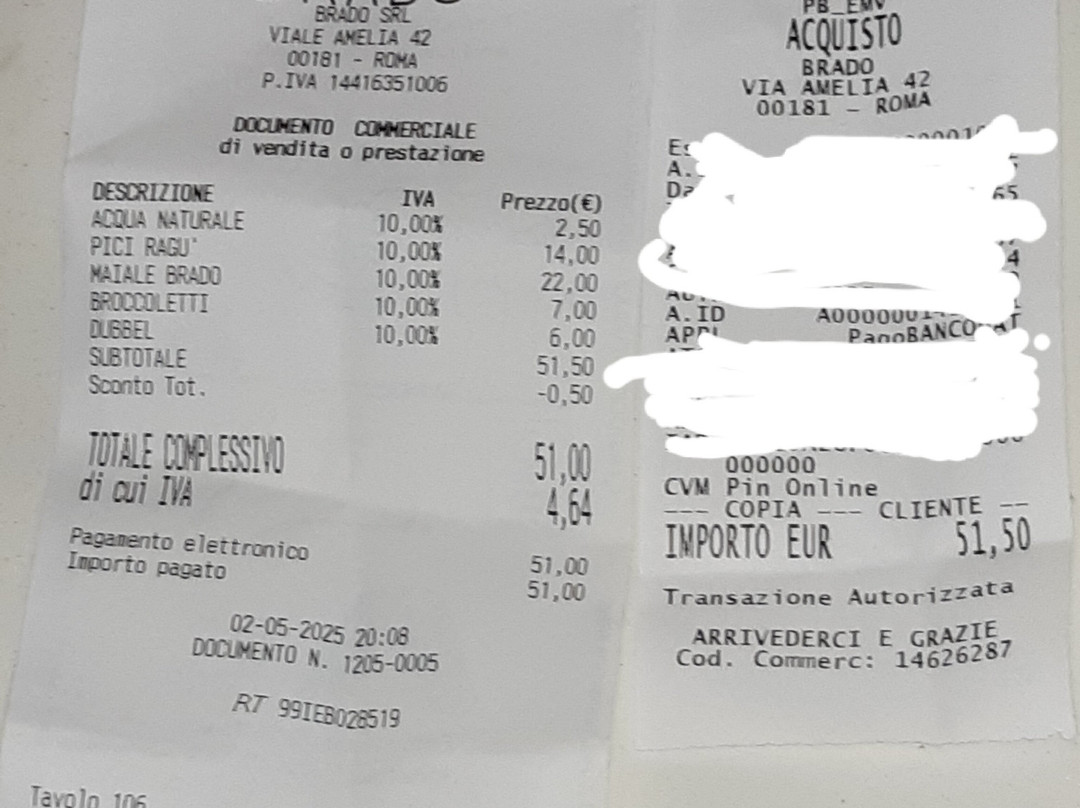 BRADO SRL
VIALE AMELIA 42
00181 - ROMA
P.IVA 14416351006
DOCUMENTO COMMERCIALE
di vendita o prestazione
DESCRIZIONE IVA Prezzo(€)
ACQUA NATURALE 10,00% 2,50
PICI RAGU' 10,00% 14,00
MAIALE BRADO 10,00% 22,00
BROCCOLETTI 10,00% 7,00
DUBBEL 10,00% 6,00
SUBTOTALE 51,50
Sconto Tot. -0,50
TOTALE COMPLESSIVO 51,00
di cui IVA 4,64
Pagamento elettronico 51,00
Importo pagato 51,00
02-05-2025 20:08
DOCUMENTO N. 1205-0005
RT 99IEB028519
Tavolo 106
PB_EMV
ACQUISTO
BRADO
VIA AMELIA 42
00181 - ROMA
A.ID
000000
CVM Pin Online
--- COPIA --- CLIENTE --
IMPORTO EUR 51,50
Transazione Autorizzata
ARRIVEDERCI E GRAZIE
Cod. Commerc: 14626287